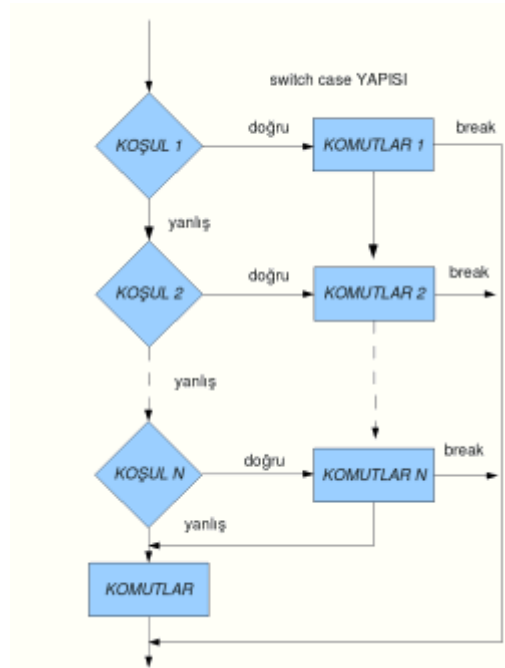 switch case YAPISI
KOŞUL 1
doğru
KOMUTLAR 1
break
yanlış
KOŞUL 2
doğru
KOMUTLAR 2
break
yanlış
KOŞUL N
doğru
KOMUTLAR N
break
yanlış
KOMUTLAR